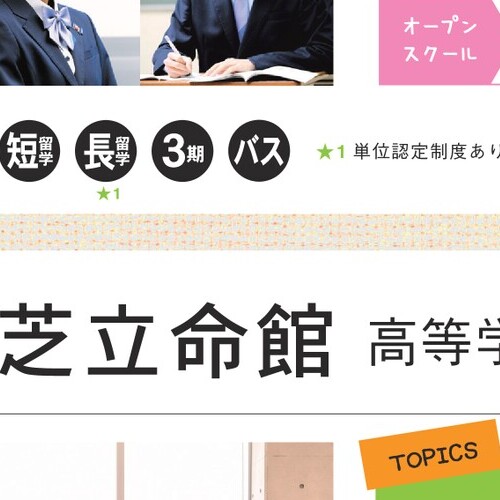 オープン
スクール
短留学 長留学 3期 バス ★1 単位認定制度あり
★1
芝立命館 高等学
TOPICS